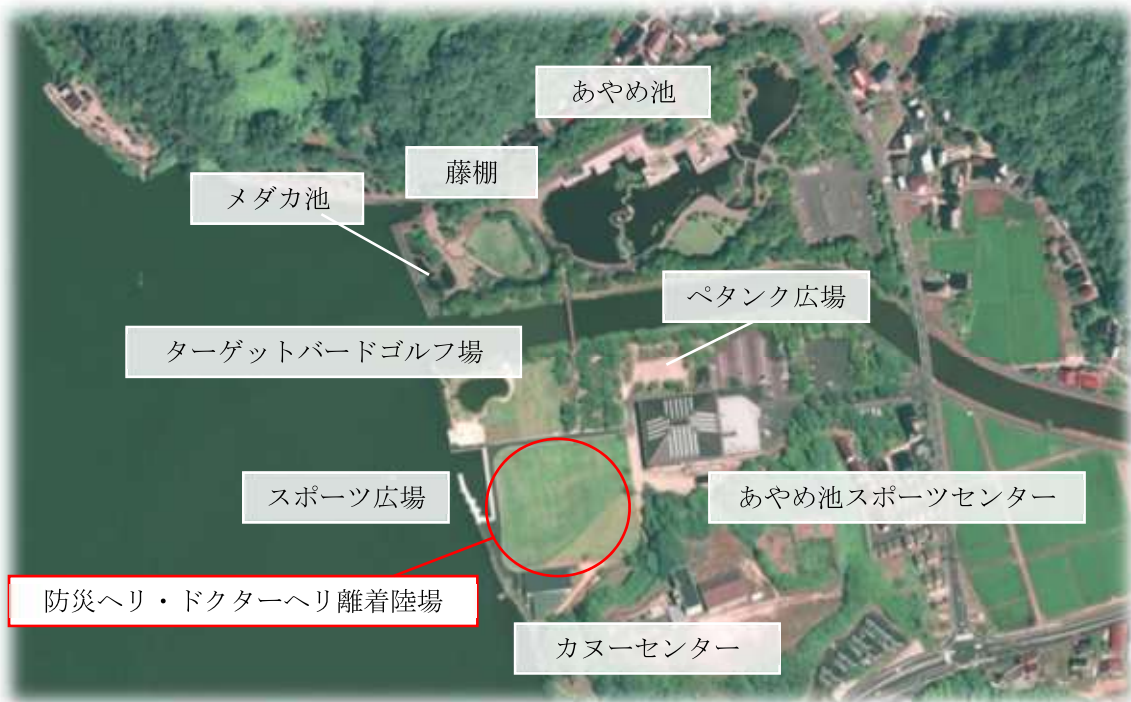 あやめ池
藤棚
メダカ池
ペタンク広場
ターゲットバードゴルフ場
スポーツ広場
あやめ池スポーツセンター
防災ヘリ・ドクターヘリ離着陸場
カヌーセンター